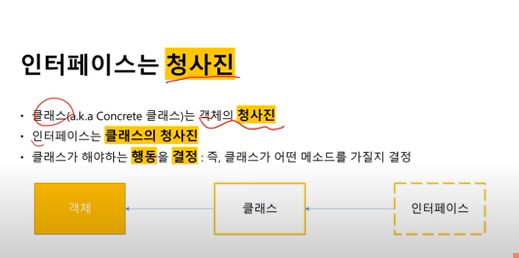 인터페이스는 청사진
• 클래스(a.k.a Concrete 클래스)는 객체의 청사진
• 인터페이스는 클래스의 청사진
• 클래스가 해야하는 행동을 결정 : 즉, 클래스가 어떤 메소드를 가질지 결정
객체 클래스 인터페이스